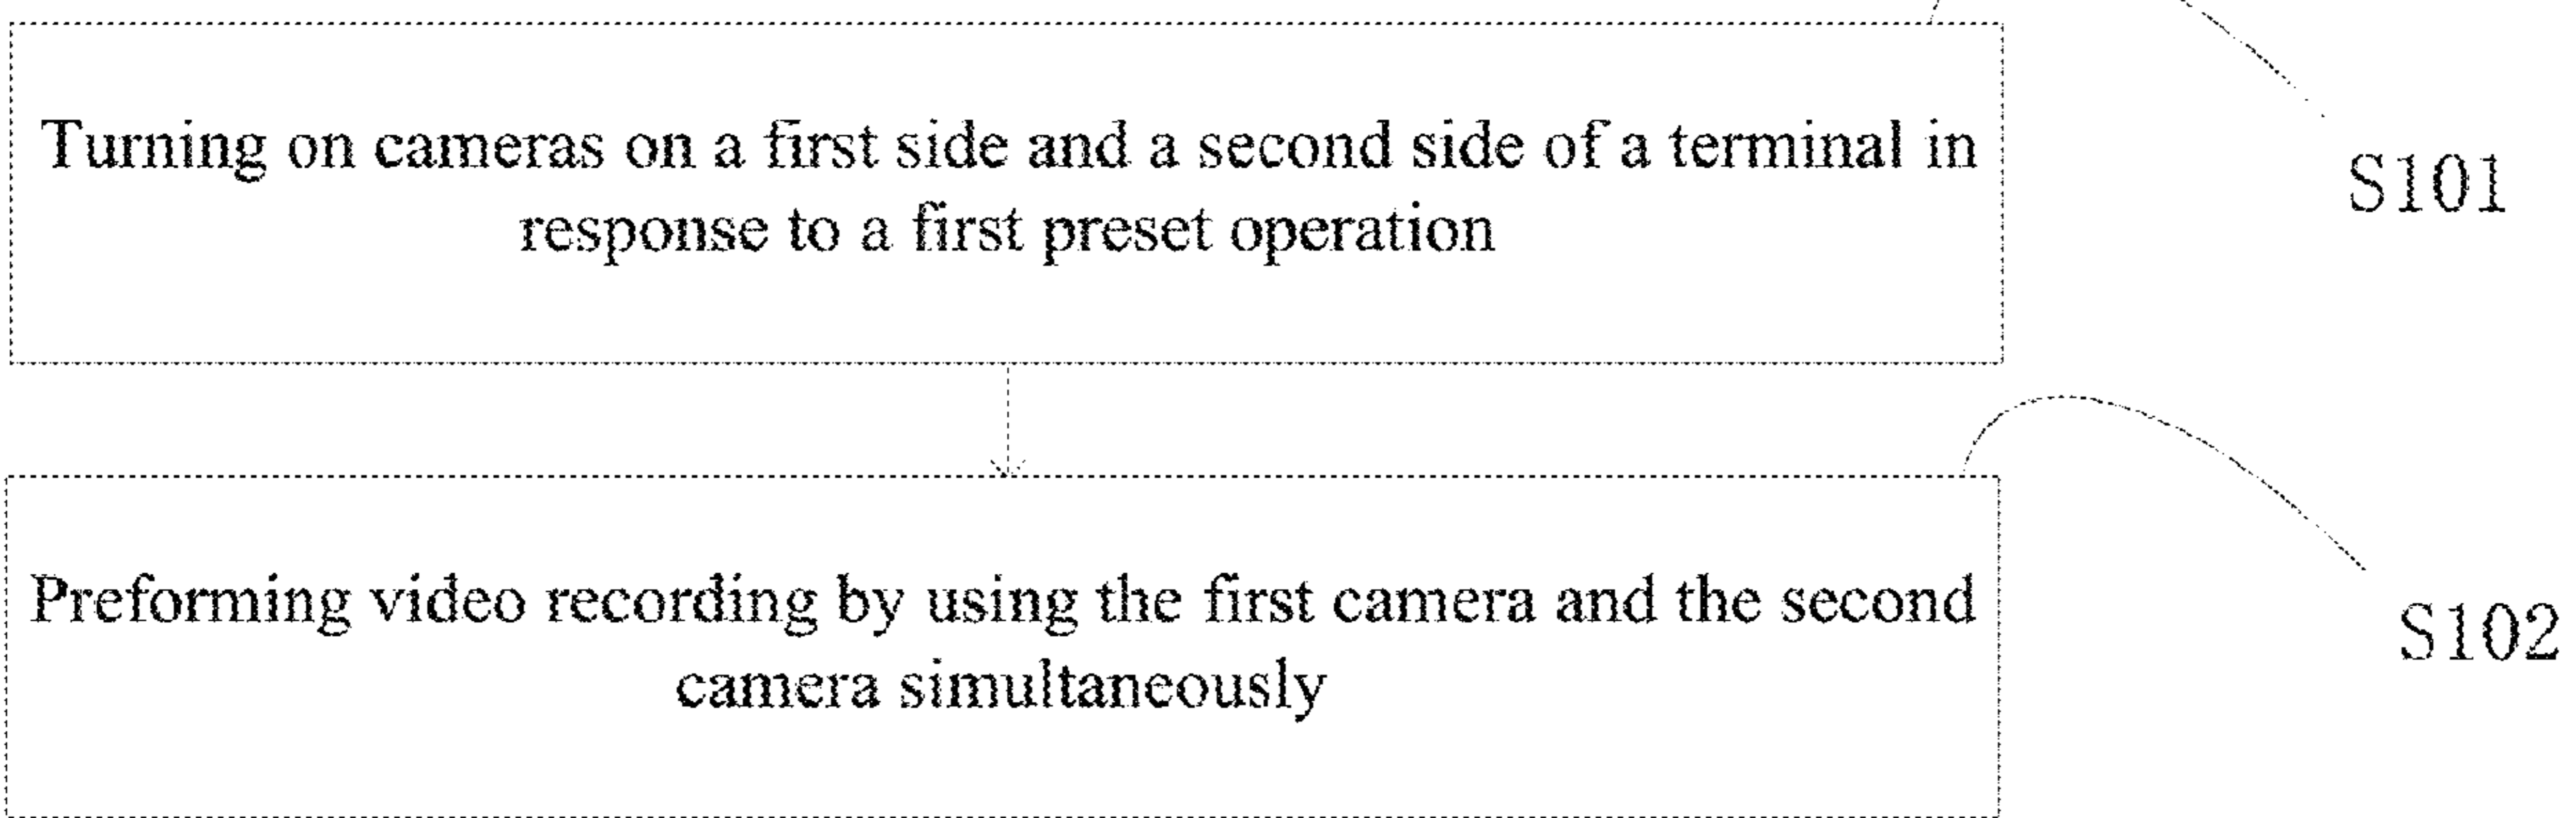 Turning on cameras on a first side and a second side of a terminal in
response to a first preset operation
S101
Preforming video recording by using the first camera and the second
camera simultaneously
S102